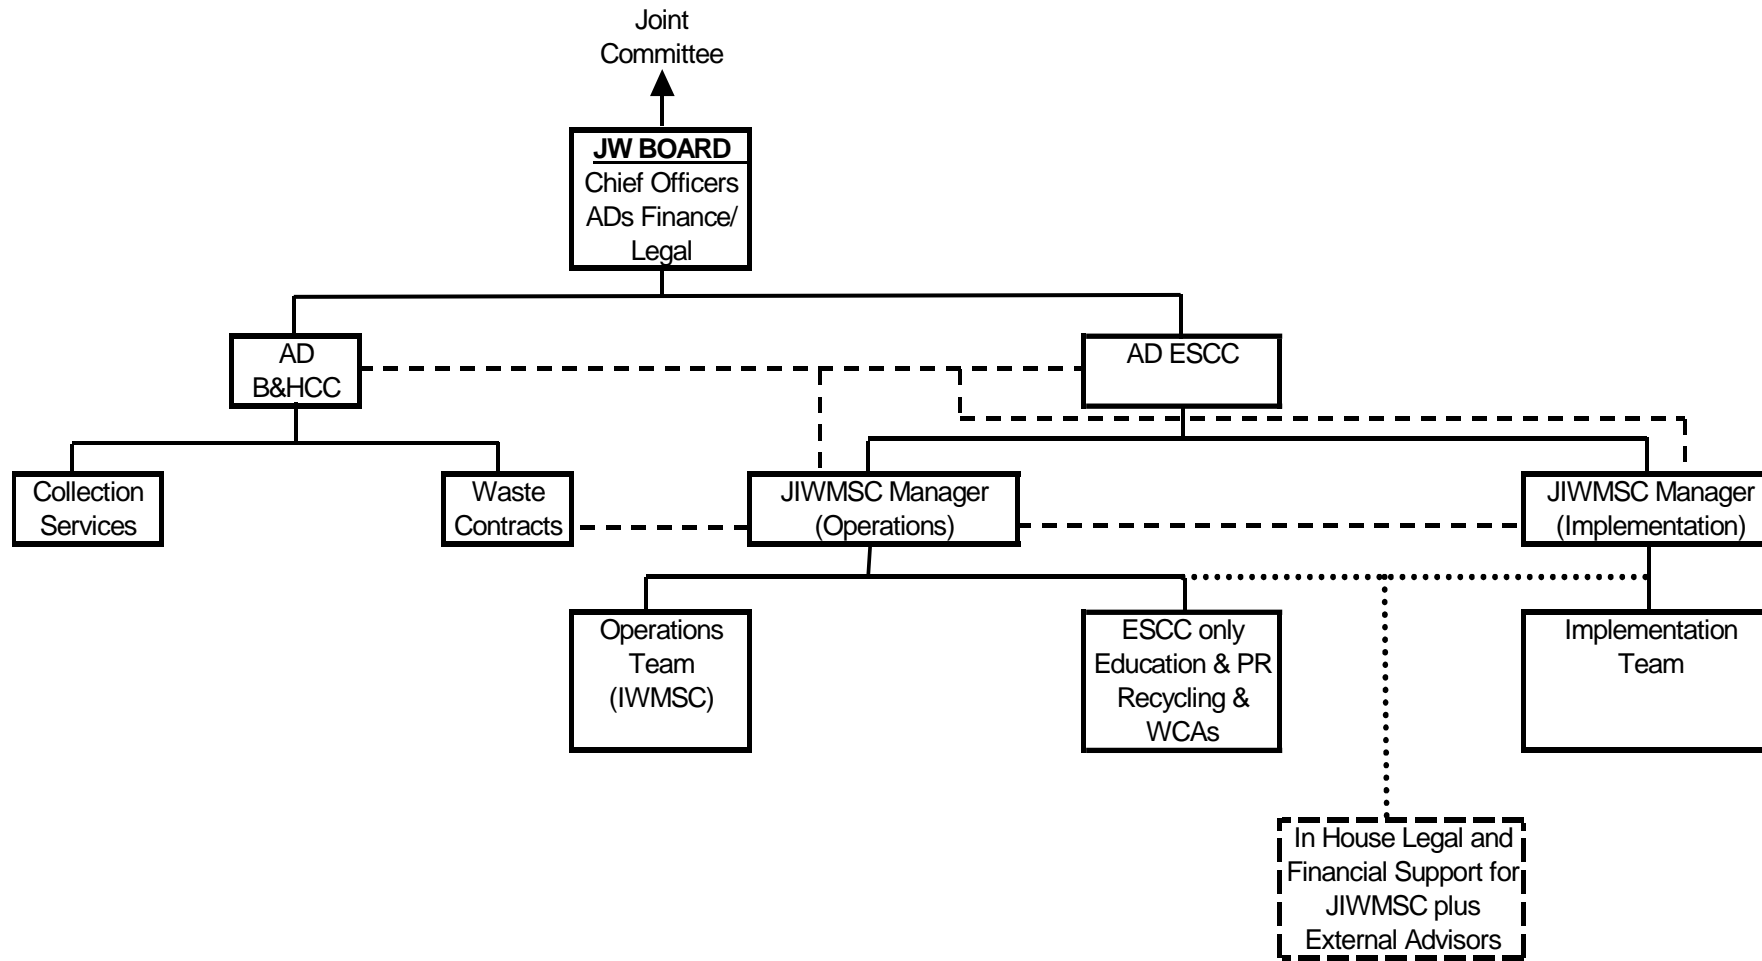 Joint
Committee
JW BOARD
Chief Officers
ADs Finance/
Legal
AD
B&HCC
AD ESCC
Collection
Services
Waste
Contracts
JIWMSC Manager
(Operations)
JIWMSC Manager
(Implementation)
Operations
Team
(IWMSC)
ESCC only
Education & PR
Recycling &
WCAs
Implementation
Team
In House Legal and
Financial Support for
JIWMSC plus
External Advisors